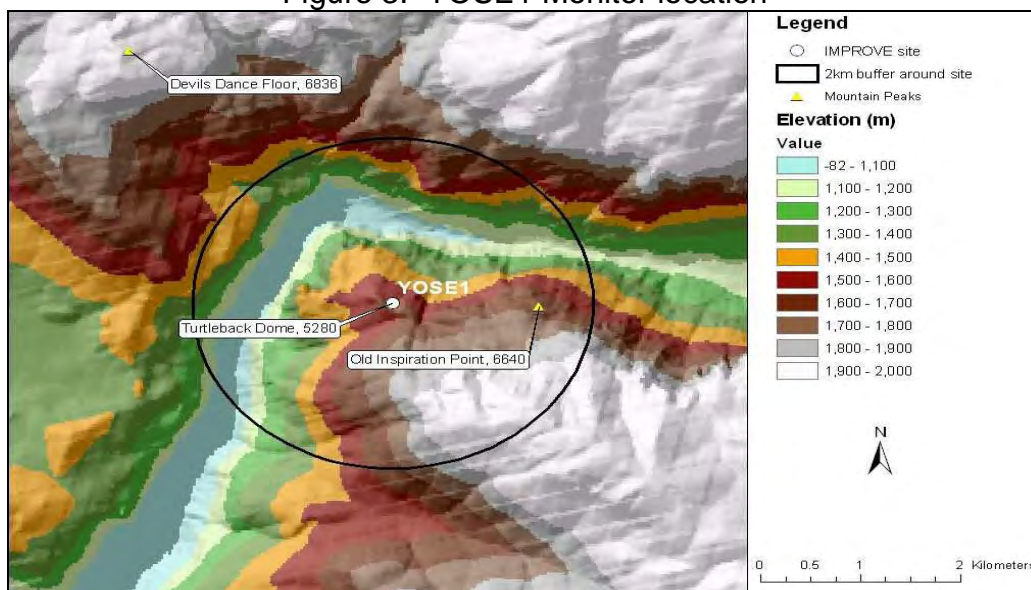 Figure 3: YOSE1 Monitor location
Devils Dance Floor, 6836
YOSE1
Turtleback Dome, 5280
Old Inspiration Point, 6640
Legend
IMPROVE site
2km buffer around site
Mountain Peaks
Elevation (m)
Value
-82 - 1,100
1,100 - 1,200
1,200 - 1,300
1,300 - 1,400
1,400 - 1,500
1,500 - 1,600
1,600 - 1,700
1,700 - 1,800
1,800 - 1,900
1,900 - 2,000
N
0 0.5 1 2 Kilometers